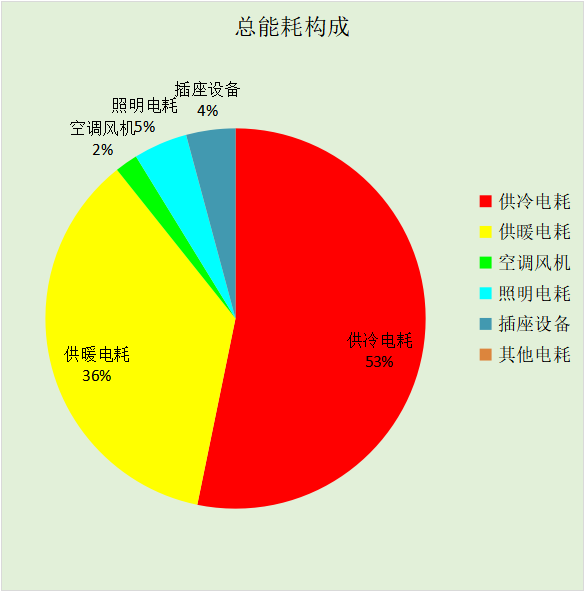 总能耗构成
插座设备
4%
照明电耗
5%
空调风机
2%
供冷电耗
53%
供暖电耗
36%
供冷电耗
供暖电耗
空调风机
照明电耗
插座设备
其他电耗